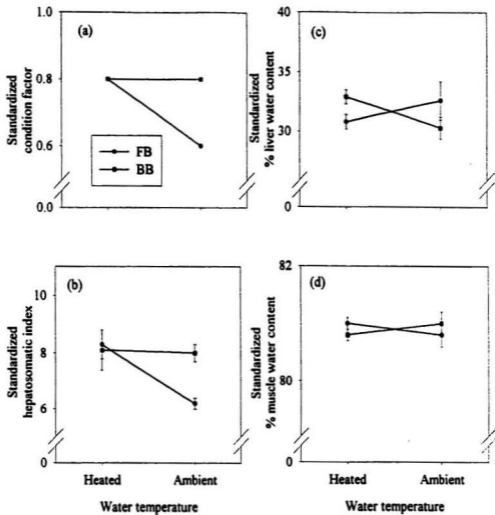 (a)
1.0
0.8
0.6
0.0
Standardized
condition factor
FB
BB
(c)
40
35
30
0
Standardized
% liver water content
(b)
10
8
6
0
Standardized
hepatosomatic index
Heated
Ambient
Water temperature
(d)
82
80
0
Standardized
% muscle water content
Heated
Ambient
Water temperature